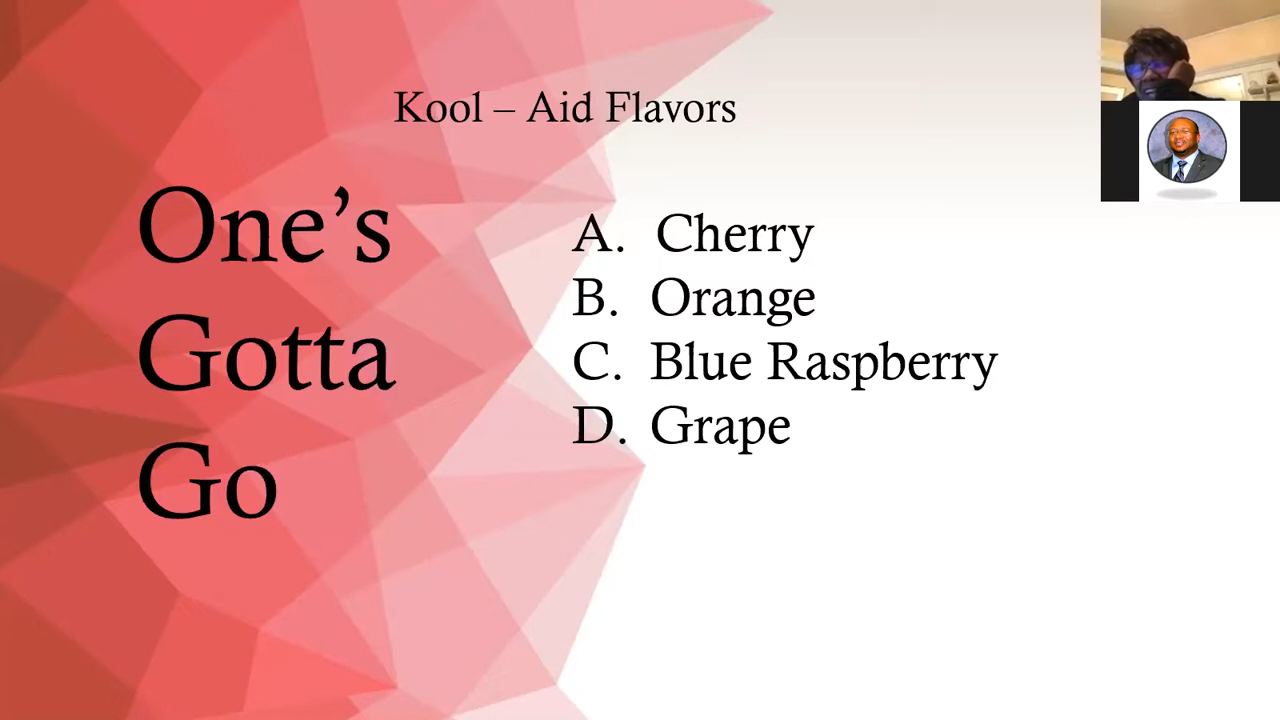 Kool – Aid Flavors
One’s
Gotta
Go
A. Cherry
B. Orange
C. Blue Raspberry
D. Grape